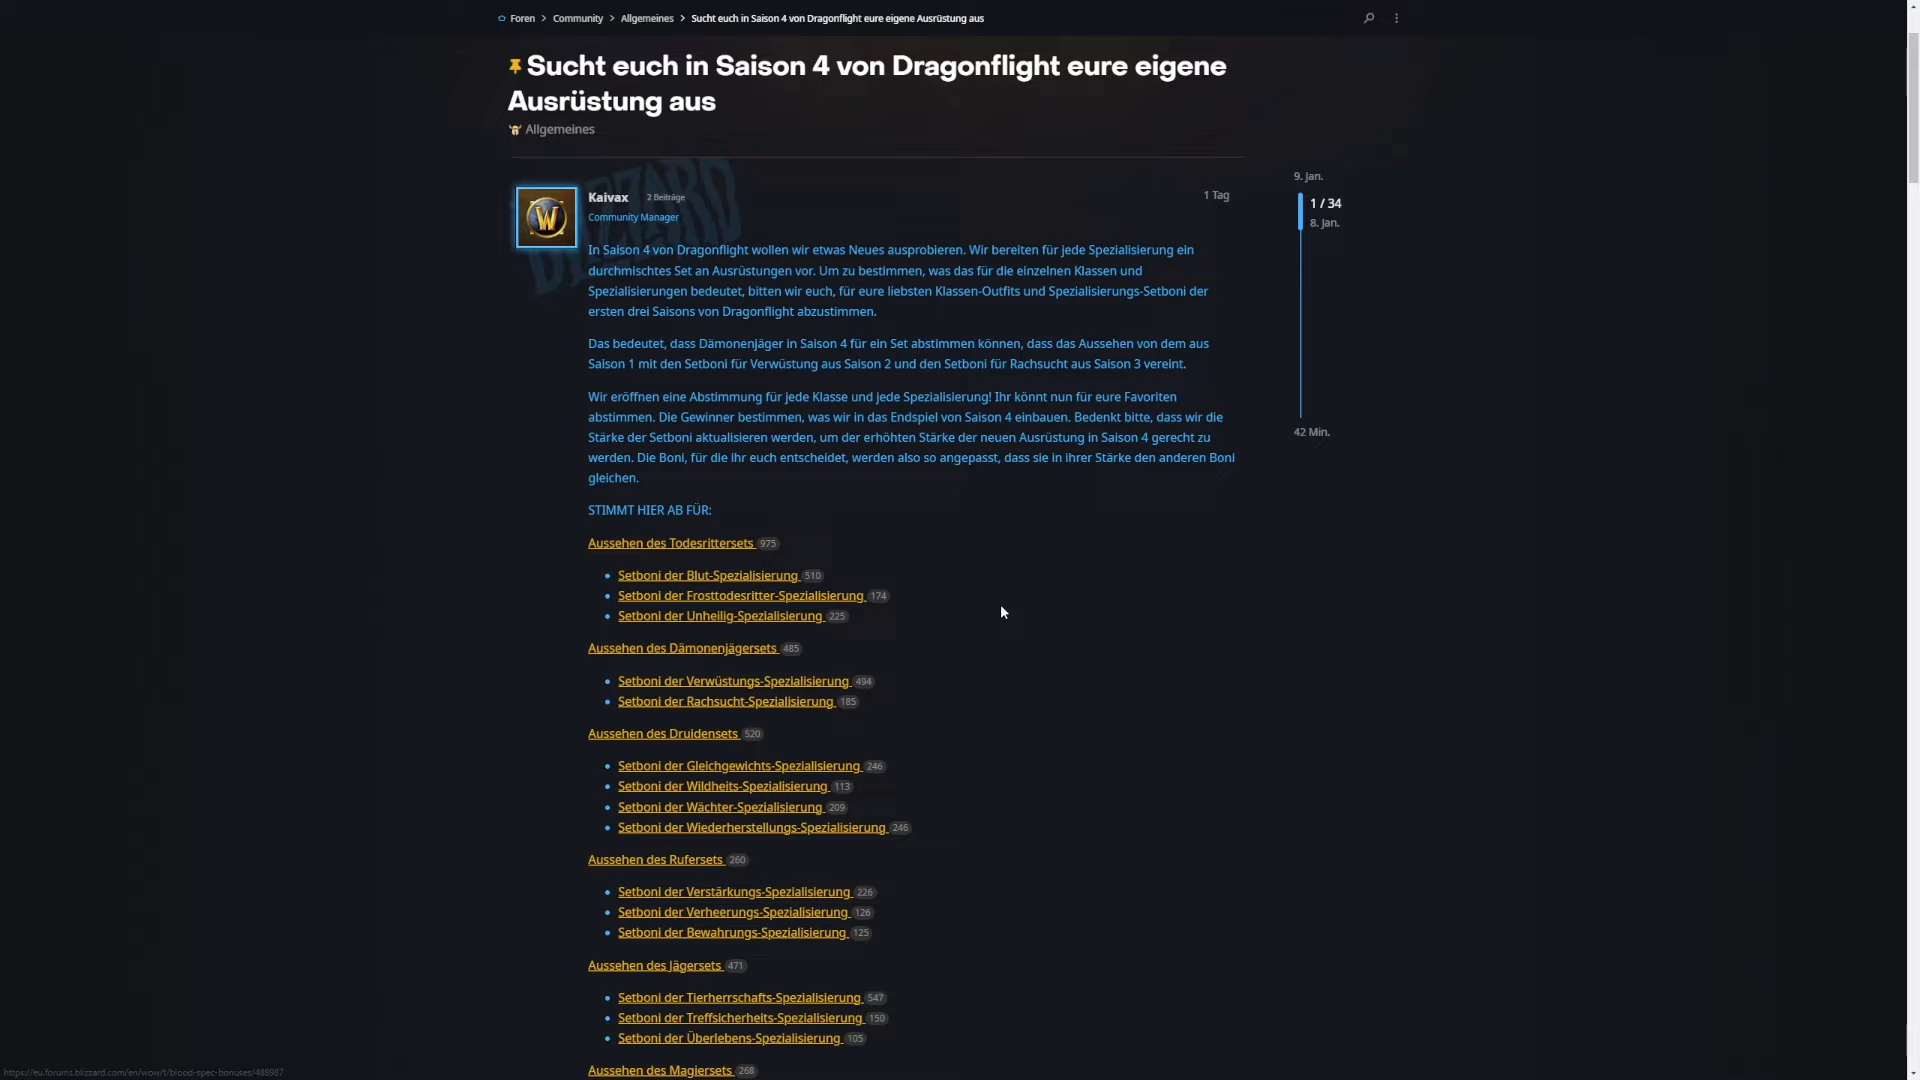 Foren > Community > Allgemeines > Sucht euch in Saison 4 von Dragonflight eure eigene Ausrüstung aus
Sucht euch in Saison 4 von Dragonflight eure eigene
Ausrüstung aus
Allgemeines
9. Jan.
Kaivax 2 Beiträge
1 Tag
1 / 34
Community Manager
8. Jan.
BLIZZARD
In Saison 4 von Dragonflight wollen wir etwas Neues ausprobieren. Wir bereiten für jede Spezialisierung ein
durchmischtes Set an Ausrüstungen vor. Um zu bestimmen, was das für die einzelnen Klassen und
Spezialisierungen bedeutet, bitten wir euch, für eure liebsten Klassen-Outfits und Spezialisierungs-Setboni der
ersten drei Saisons von Dragonflight abzustimmen.
Das bedeutet, dass Dämonenjäger in Saison 4 für ein Set abstimmen können, dass das Aussehen von dem aus
Saison 1 mit den Setboni für Verwüstung aus Saison 2 und den Setboni für Rachsucht aus Saison 3 vereint.
Wir eröffnen eine Abstimmung für jede Klasse und jede Spezialisierung! Ihr könnt nun für eure Favoriten
abstimmen. Die Gewinner bestimmen, was wir in das Endspiel von Saison 4 einbauen. Bedenkt bitte, dass wir die
Stärke der Setboni aktualisieren werden, um der erhöhten Stärke der neuen Ausrüstung in Saison 4 gerecht zu
werden. Die Boni, für die ihr euch entscheidet, werden also so angepasst, dass sie in ihrer Stärke den anderen Boni
gleichen.
42 Min.
STIMMT HIER AB FÜR:
Aussehen des Todesrittersets 975
Setboni der Blut-Spezialisierung 510
Setboni der Frosttodesritter-Spezialisierung 174
Setboni der Unheilig-Spezialisierung 225
Aussehen des Dämonenjägersets 485
Setboni der Verwüstungs-Spezialisierung 494
Setboni der Rachsucht-Spezialisierung 185
Aussehen des Druidensets 520
Setboni der Gleichgewichts-Spezialisierung 246
Setboni der Wildheits-Spezialisierung 113
Setboni der Wächter-Spezialisierung 209
Setboni der Wiederherstellungs-Spezialisierung 246
Aussehen des Rufersets 260
Setboni der Verstärkungs-Spezialisierung 226
Setboni der Verheerungs-Spezialisierung 126
Setboni der Bewahrungs-Spezialisierung 125
Aussehen des Jägersets 471
Setboni der Tierherrschafts-Spezialisierung 547
Setboni der Treffsicherheits-Spezialisierung 150
Setboni der Überlebens-Spezialisierung 105
Aussehen des Magiersets 268
https://eu.forums.blizzard.com/en/wow/t/blood-spec-bonuses/488987